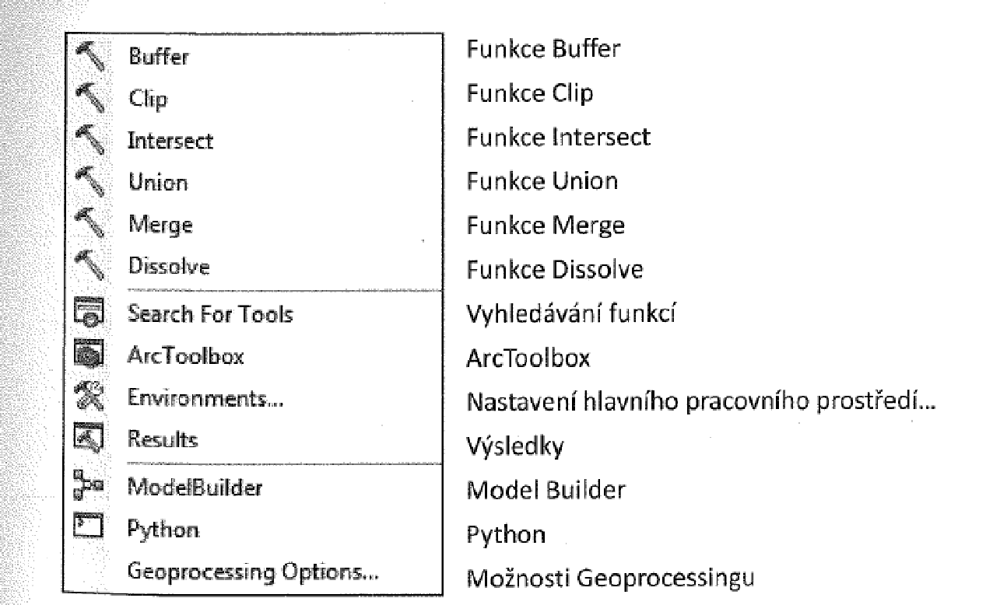 Buffer
Clip
Intersect
Union
Merge
Dissolve
Search For Tools
ArcToolbox
Environments...
Results
ModelBuilder
Python
Geoprocessing Options...
Funkce Buffer
Funkce Clip
Funkce Intersect
Funkce Union
Funkce Merge
Funkce Dissolve
Vyhledávání funkcí
ArcToolbox
Nastavení hlavního pracovního prostředí...
Výsledky
Model Builder
Python
Možnosti Geoprocessingu